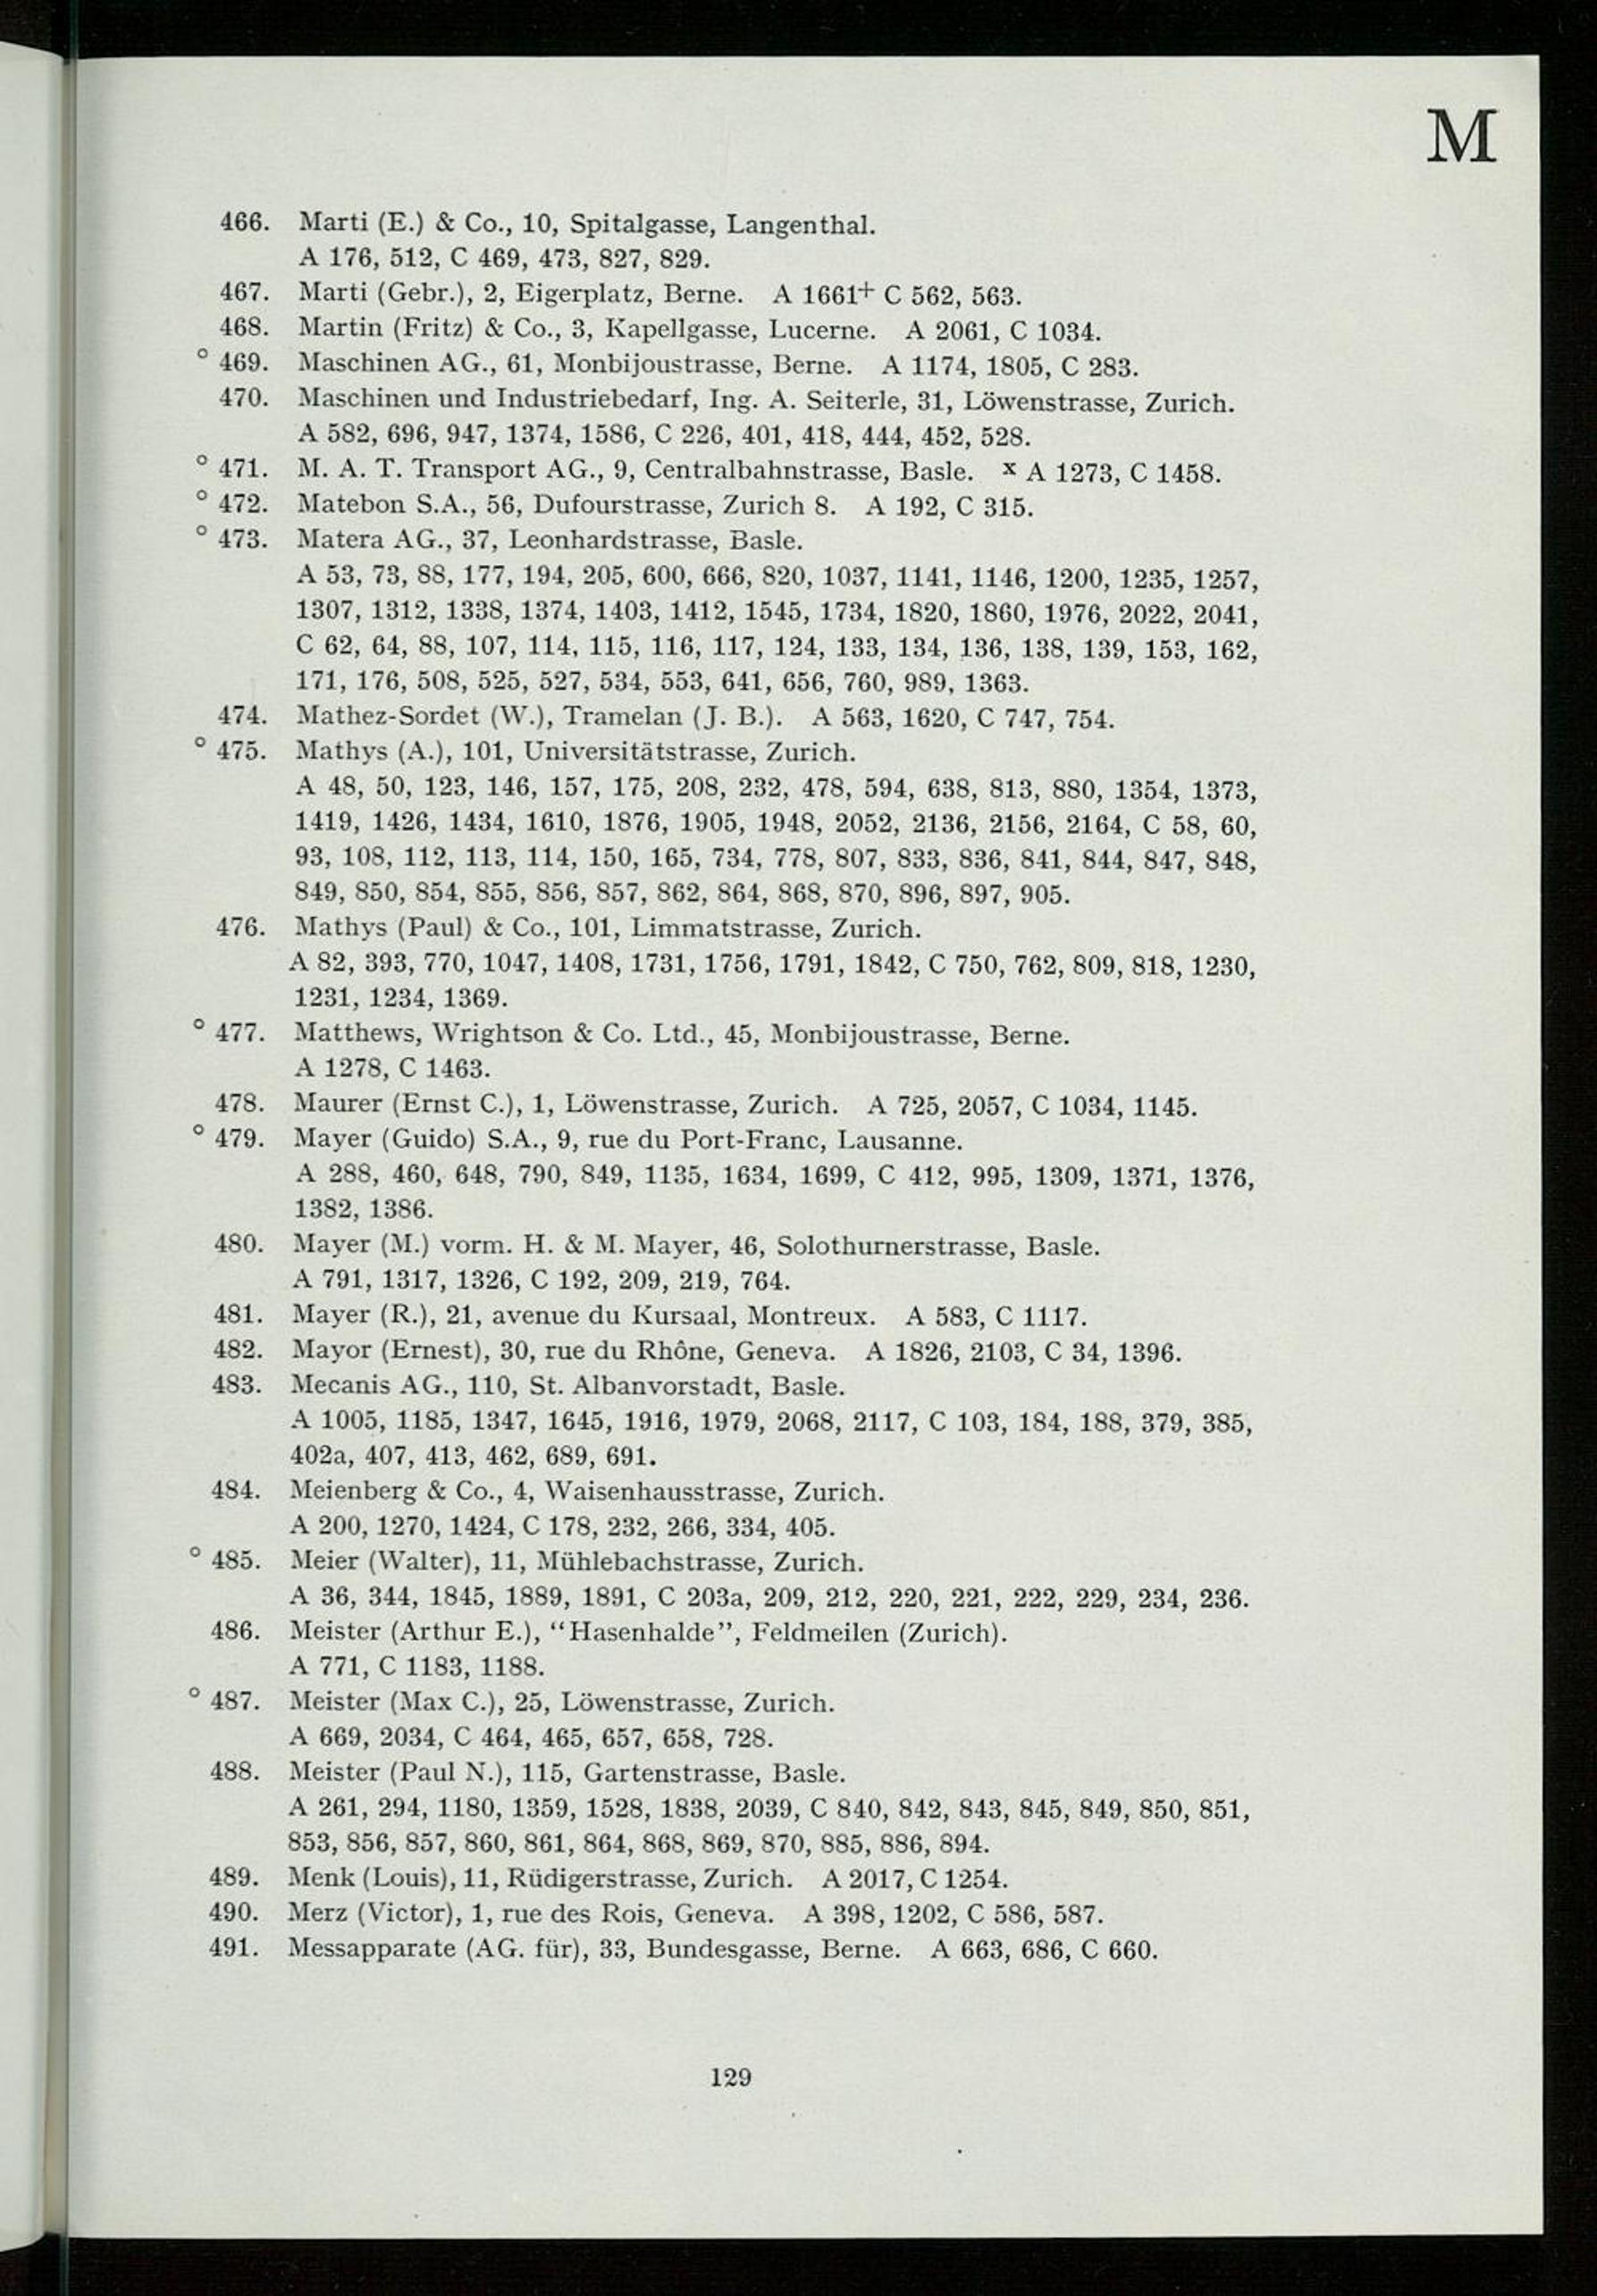 M
466. Marti (E.) & Co., 10, Spitalgasse, Langenthal.
A 176, 512, C 469, 473, 827, 829.
467. Marti (Gebr.), 2, Eigerplatz, Berne. A 1661+ C 562, 563.
468. Martin (Fritz) & Co., 3, Kapellgasse, Lucerne. A 2061, C 1034.
° 469. Maschinen AG., 61, Monbijoustrasse, Berne. A 1174, 1805, C 283.
470. Maschinen und Industriebedarf, Ing. A. Seiterle, 31, Löwenstrasse, Zurich.
A 582, 696, 947, 1374, 1586, C 226, 401, 418, 444, 452, 528.
° 471. M. A. T. Transport AG., 9, Centralbahnstrasse, Basle. x A 1273, C 1458.
° 472. Matebon S.A., 56, Dufourstrasse, Zurich 8. A 192, C 315.
° 473. Matera AG., 37, Leonhardstrasse, Basle.
A 53, 73, 88, 177, 194, 205, 600, 666, 820, 1037, 1141, 1146, 1200, 1235, 1257,
1307, 1312, 1338, 1374, 1403, 1412, 1545, 1734, 1820, 1860, 1976, 2022, 2041,
C 62, 64, 88, 107, 114, 115, 116, 117, 124, 133, 134, 136, 138, 139, 153, 162,
171, 176, 508, 525, 527, 534, 553, 641, 656, 760, 989, 1363.
474. Mathez-Sordet (W.), Tramelan (J. B.). A 563, 1620, C 747, 754.
° 475. Mathys (A.), 101, Universitätstrasse, Zurich.
A 48, 50, 123, 146, 157, 175, 208, 232, 478, 594, 638, 813, 880, 1354, 1373,
1419, 1426, 1434, 1610, 1876, 1905, 1948, 2052, 2136, 2156, 2164, C 58, 60,
93, 108, 112, 113, 114, 150, 165, 734, 778, 807, 833, 836, 841, 844, 847, 848,
849, 850, 854, 855, 856, 857, 862, 864, 868, 870, 896, 897, 905.
476. Mathys (Paul) & Co., 101, Limmatstrasse, Zurich.
A 82, 393, 770, 1047, 1408, 1731, 1756, 1791, 1842, C 750, 762, 809, 818, 1230,
1231, 1234, 1369.
° 477. Matthews, Wrightson & Co. Ltd., 45, Monbijoustrasse, Berne.
A 1278, C 1463.
478. Maurer (Ernst C.), 1, Löwenstrasse, Zurich. A 725, 2057, C 1034, 1145.
° 479. Mayer (Guido) S.A., 9, rue du Port-Franc, Lausanne.
A 288, 460, 648, 790, 849, 1135, 1634, 1699, C 412, 995, 1309, 1371, 1376,
1382, 1386.
480. Mayer (M.) vorm. H. & M. Mayer, 46, Solothurnerstrasse, Basle.
A 791, 1317, 1326, C 192, 209, 219, 764.
481. Mayer (R.), 21, avenue du Kursaal, Montreux. A 583, C 1117.
482. Mayor (Ernest), 30, rue du Rhône, Geneva. A 1826, 2103, C 34, 1396.
483. Mecanis AG., 110, St. Albanvorstadt, Basle.
A 1005, 1185, 1347, 1645, 1916, 1979, 2068, 2117, C 103, 184, 188, 379, 385,
402a, 407, 413, 462, 689, 691.
484. Meienberg & Co., 4, Waisenhausstrasse, Zurich.
A 200, 1270, 1424, C 178, 232, 266, 334, 405.
° 485. Meier (Walter), 11, Mühlebachstrasse, Zurich.
A 36, 344, 1845, 1889, 1891, C 203a, 209, 212, 220, 221, 222, 229, 234, 236.
486. Meister (Arthur E.), “Hasenhalde”, Feldmeilen (Zurich).
A 771, C 1183, 1188.
° 487. Meister (Max C.), 25, Löwenstrasse, Zurich.
A 669, 2034, C 464, 465, 657, 658, 728.
488. Meister (Paul N.), 115, Gartenstrasse, Basle.
A 261, 294, 1180, 1359, 1528, 1838, 2039, C 840, 842, 843, 845, 849, 850, 851,
853, 856, 857, 860, 861, 864, 868, 869, 870, 885, 886, 894.
489. Menk (Louis), 11, Rüdigerstrasse, Zurich. A 2017, C 1254.
490. Merz (Victor), 1, rue des Rois, Geneva. A 398, 1202, C 586, 587.
491. Messapparate (AG. für), 33, Bundesgasse, Berne. A 663, 686, C 660.
129